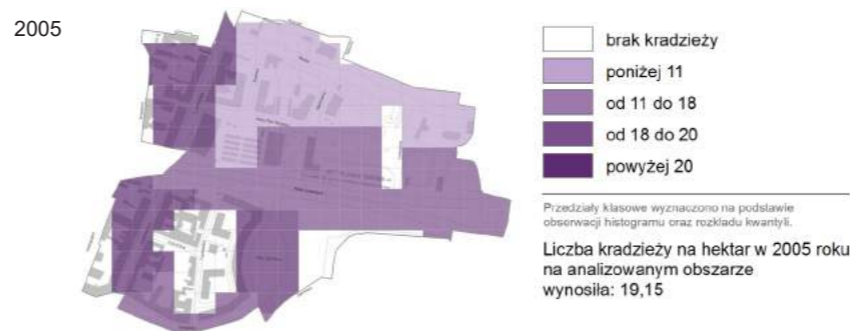 2005
brak kradzieży
poniżej 11
od 11 do 18
od 18 do 20
powyżej 20
Przedziały klasowe wyznaczono na podstawie
obserwacji histogramu oraz rozkładu kwantyli.
Liczba kradzieży na hektar w 2005 roku
na analizowanym obszarze
wynosiła: 19,15